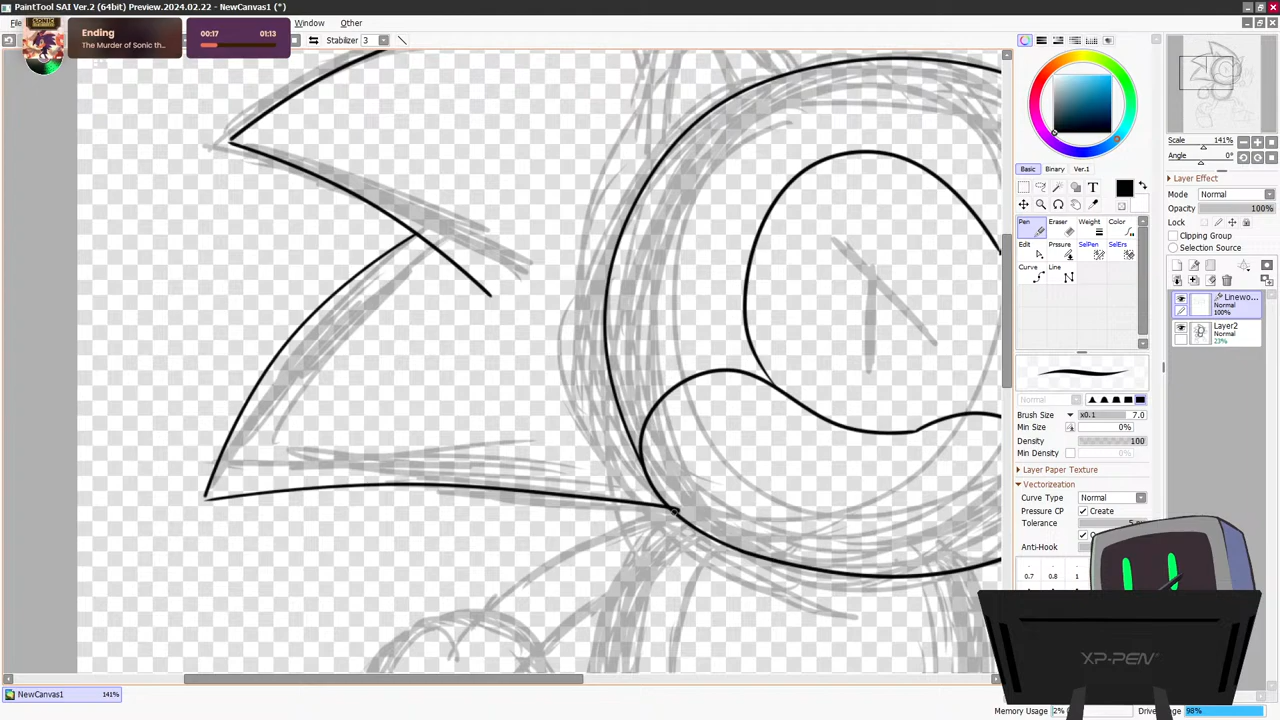 PaintTool SAI Ver.2 (64bit) Preview.2024.02.22 - NewCanvas1 (*)
Window Other
Ending
The Murder of Sonic th...
00:17 01:13
Stabilizer 3
Basic Binary Ver.1
Pen Eraser Weight Color
Edit Prssure SelPen SelErs
Curve Line
Normal
Brush Size x0.1 7.0
Min Size 0%
Density 100
Min Density 0%
Layer Paper Texture
Vectorization
Curve Type Normal
Pressure CP Create
Tolerance
Anti-Hook
0.7 0.8 1
Scale 141%
Angle 0°
Layer Effect
Mode Normal
Opacity 100%
Lock
Clipping Group
Selection Source
Linewo...
Normal
100%
Layer2
Normal
23%
XP-PEN
NewCanvas1 141%
Memory Usage 2%
98%